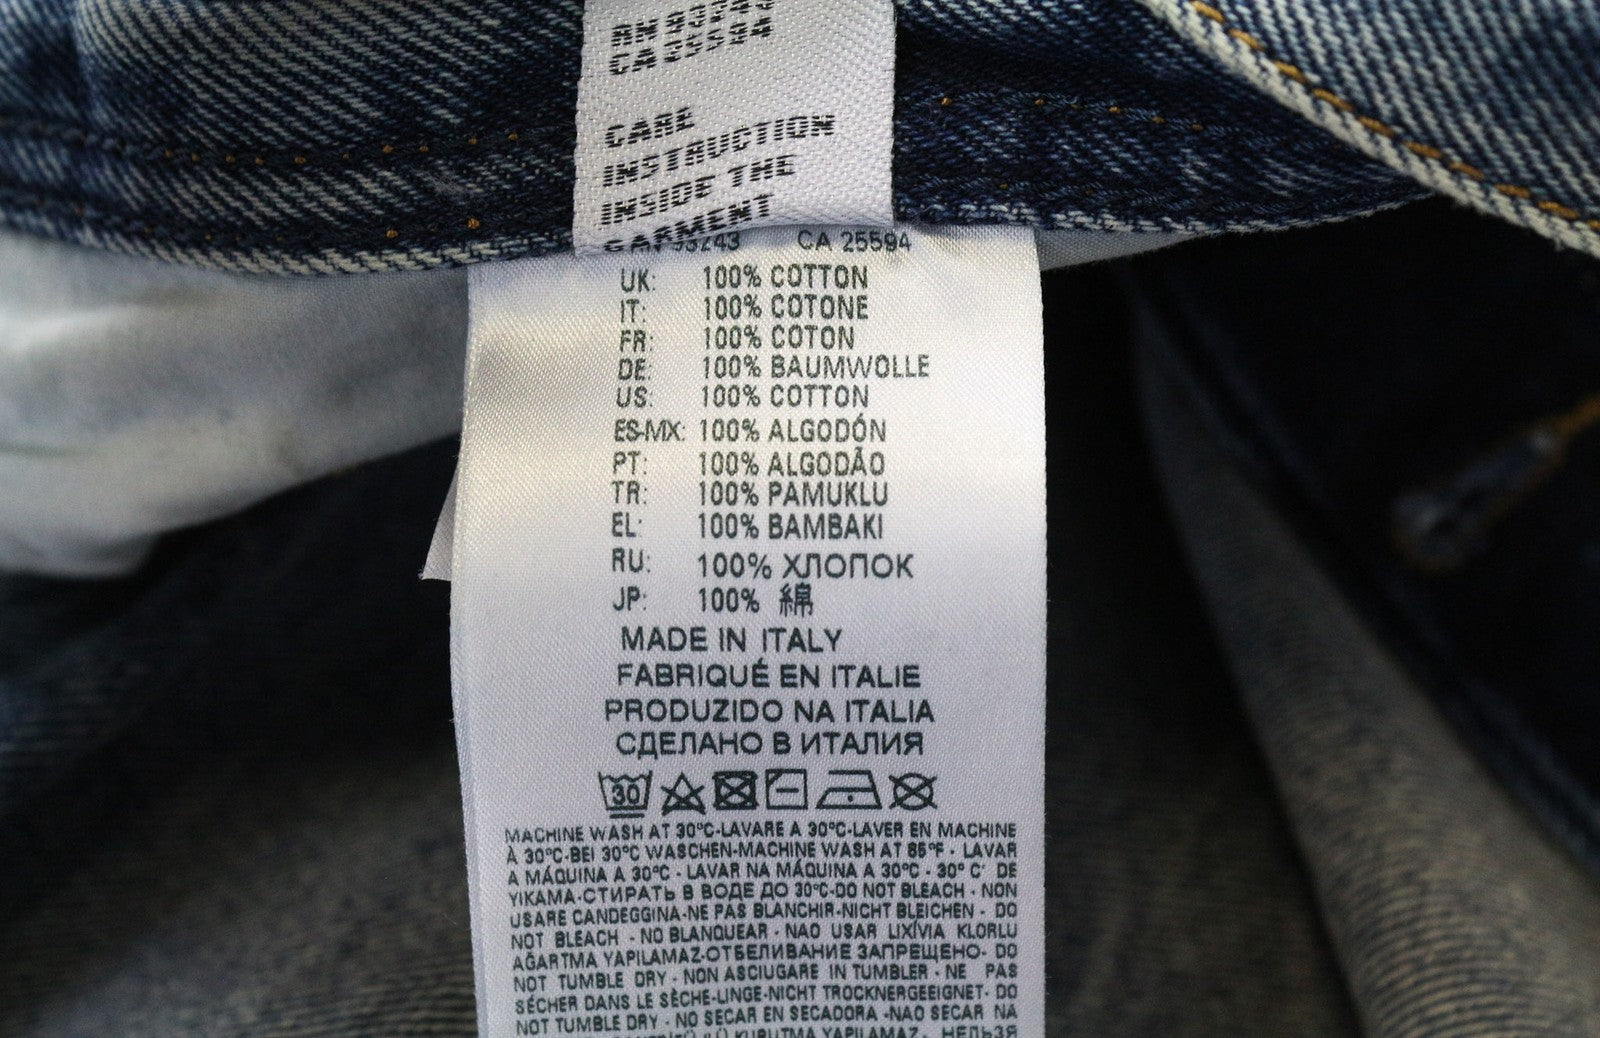 CA 25594
CARE
INSTRUCTION
INSIDE THE
GARMENT
93243 CA 25594
UK: 100% COTTON
IT: 100% COTONE
FR: 100% COTON
DE: 100% BAUMWOLLE
US: 100% COTTON
ES-MX: 100% ALGODÓN
PT: 100% ALGODÃO
TR: 100% PAMUKLU
EL: 100% BAMBAKI
RU: 100% ХЛОПОК
JP: 100% 綿
MADE IN ITALY
FABRIQUÉ EN ITALIE
PRODUZIDO NA ITALIA
СДЕЛАНО В ИТАЛИЯ
30
MACHINE WASH AT 30°C-LAVARE A 30°C-LAVER EN MACHINE
À 30°C-BEI 30°C WASCHEN-MACHINE WASH AT 85°F - LAVAR
A MÁQUINA A 30°C - LAVAR NA MÁQUINA A 30°C - 30° C' DE
YIKAMA-СТИРАТЬ В ВОДЕ ДО 30°C-DO NOT BLEACH - NON
USARE CANDEGGINA-NE PAS BLANCHIR-NICHT BLEICHEN - DO
NOT BLEACH - NO BLANQUEAR - NAO USAR LIXÍVIA KLORLU
AĞARTMA YAPILAMAZ-ОТБЕЛИВАНИЕ ЗАПРЕЩЕНО- DO
NOT TUMBLE DRY - NON ASCIUGARE IN TUMBLER - NE PAS
SÉCHER DANS LE SÈCHE-LINGE-NICHT TROCKNERGEEIGNET- DO
NOT TUMBLE DRY - NO SECAR EN SECADORA -NAO SECAR NA
KURUTMA YAPILAMAZ - НЕЛЬЗЯ